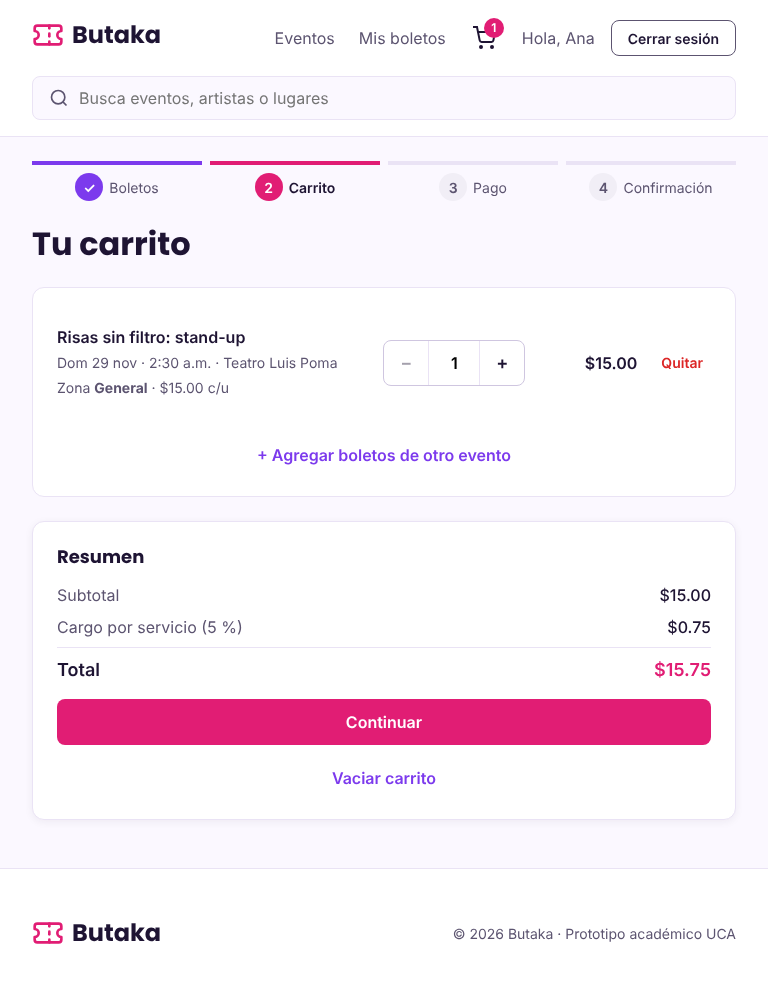 Butaka
Eventos
Mis boletos
1
Hola, Ana
Cerrar sesión
Busca eventos, artistas o lugares
Boletos
2 Carrito
3 Pago
4 Confirmación
Tu carrito
Risas sin filtro: stand-up
Dom 29 nov · 2:30 a.m. · Teatro Luis Poma
Zona General · $15.00 c/u
− 1 +
$15.00
Quitar
+ Agregar boletos de otro evento
Resumen
Subtotal $15.00
Cargo por servicio (5 %) $0.75
Total $15.75
Continuar
Vaciar carrito
Butaka
© 2026 Butaka · Prototipo académico UCA